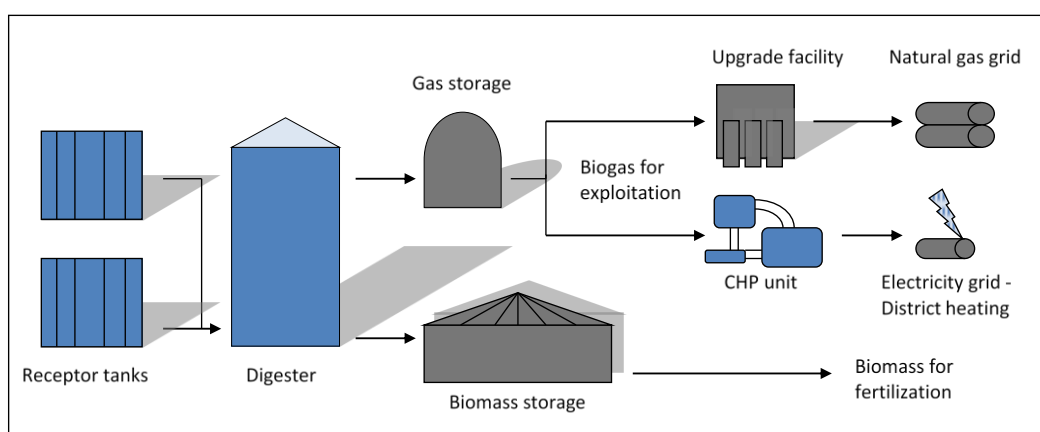 Upgrade facility
Natural gas grid
Gas storage
Biogas for
exploitation
CHP unit
Electricity grid -
District heating
Receptor tanks
Digester
Biomass storage
Biomass for
fertilization